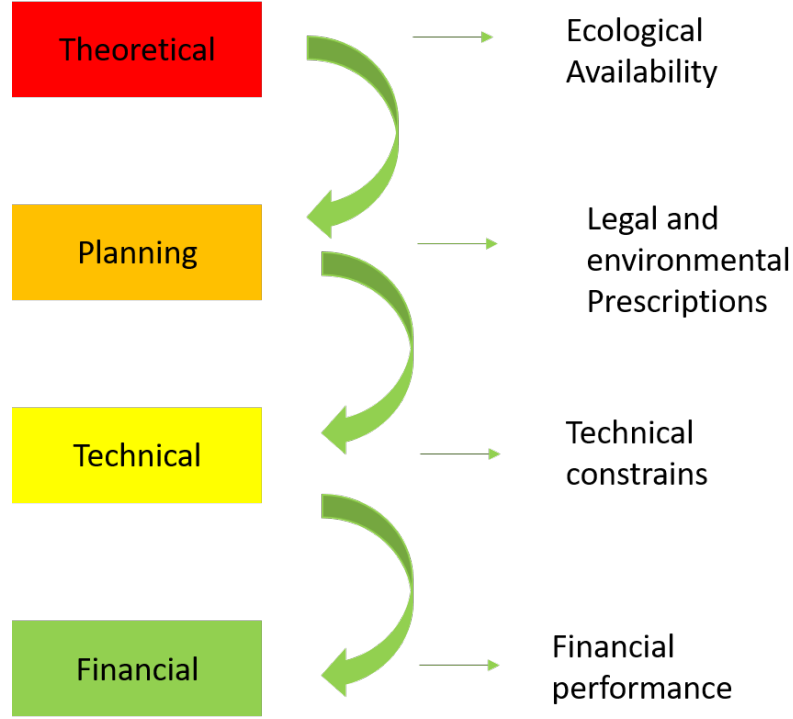 Theoretical
Ecological
Availability
Planning
Legal and
environmental
Prescriptions
Technical
Technical
constrains
Financial
Financial
performance